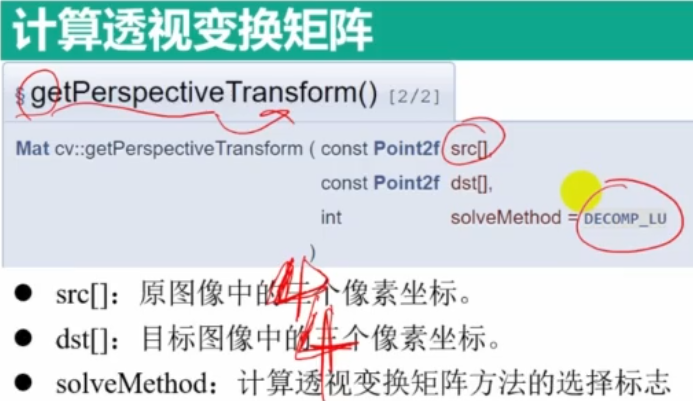 计算透视变换矩阵
§ getPerspectiveTransform() [2/2]
Mat cv::getPerspectiveTransform ( const Point2f src[],
const Point2f dst[],
int solveMethod = DECOMP_LU
)
● src[]：原图像中的4个像素坐标。
● dst[]：目标图像中的4个像素坐标。
● solveMethod：计算透视变换矩阵方法的选择标志